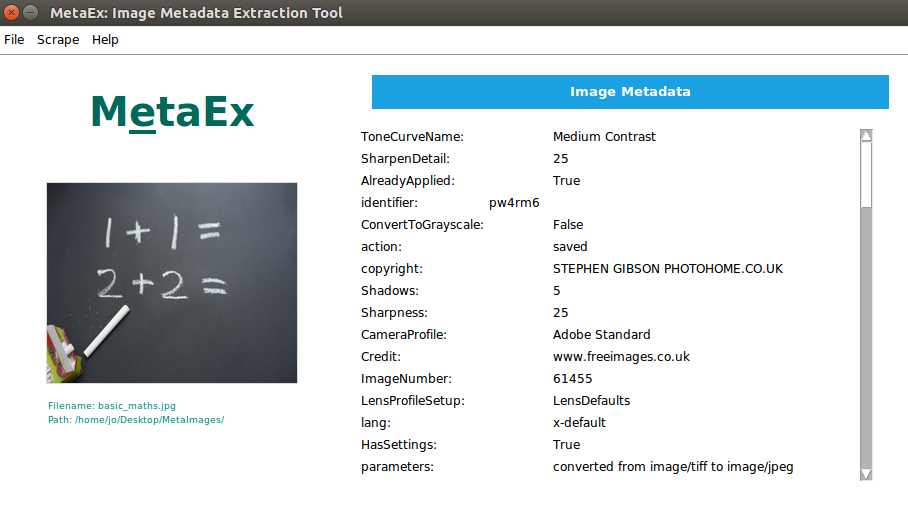 MetaEx: Image Metadata Extraction Tool
File Scrape Help
MetaEx
1 + 1 =
2 + 2 =
Filename: basic_maths.jpg
Path: /home/jo/Desktop/MetaImages/
Image Metadata
ToneCurveName: Medium Contrast
SharpenDetail: 25
AlreadyApplied: True
identifier: pw4rm6
ConvertToGrayscale: False
action: saved
copyright: STEPHEN GIBSON PHOTOHOME.CO.UK
Shadows: 5
Sharpness: 25
CameraProfile: Adobe Standard
Credit: www.freeimages.co.uk
ImageNumber: 61455
LensProfileSetup: LensDefaults
lang: x-default
HasSettings: True
parameters: converted from image/tiff to image/jpeg